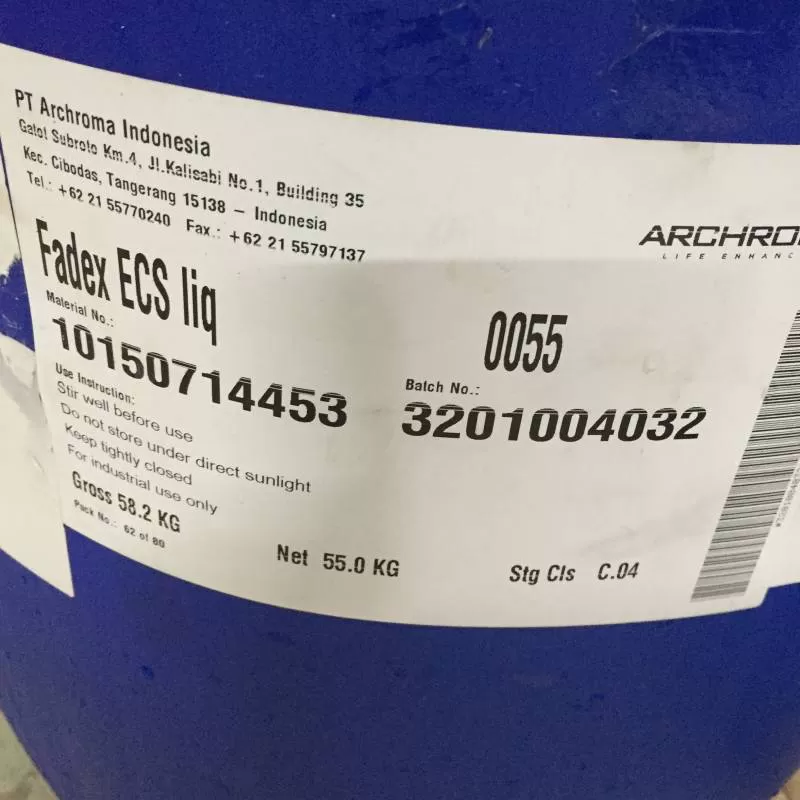 PT Archroma Indonesia
Gatot Subroto Km.4, Jl.Kalisabi No.1, Building 35
Kec. Cibodas, Tangerang 15138 – Indonesia
Tel.: +62 21 55770240 Fax.: +62 21 55797137
ARCHRO
LIFE ENHANC
Fadex ECS liq
0055
Material No.:
10150714453
Batch No.:
3201004032
Use Instruction:
Stir well before use
Do not store under direct sunlight
Keep tightly closed
For industrial use only
Gross 58.2 KG
Pack No.: 62 of 80
Net 55.0 KG
Stg Cls C.04